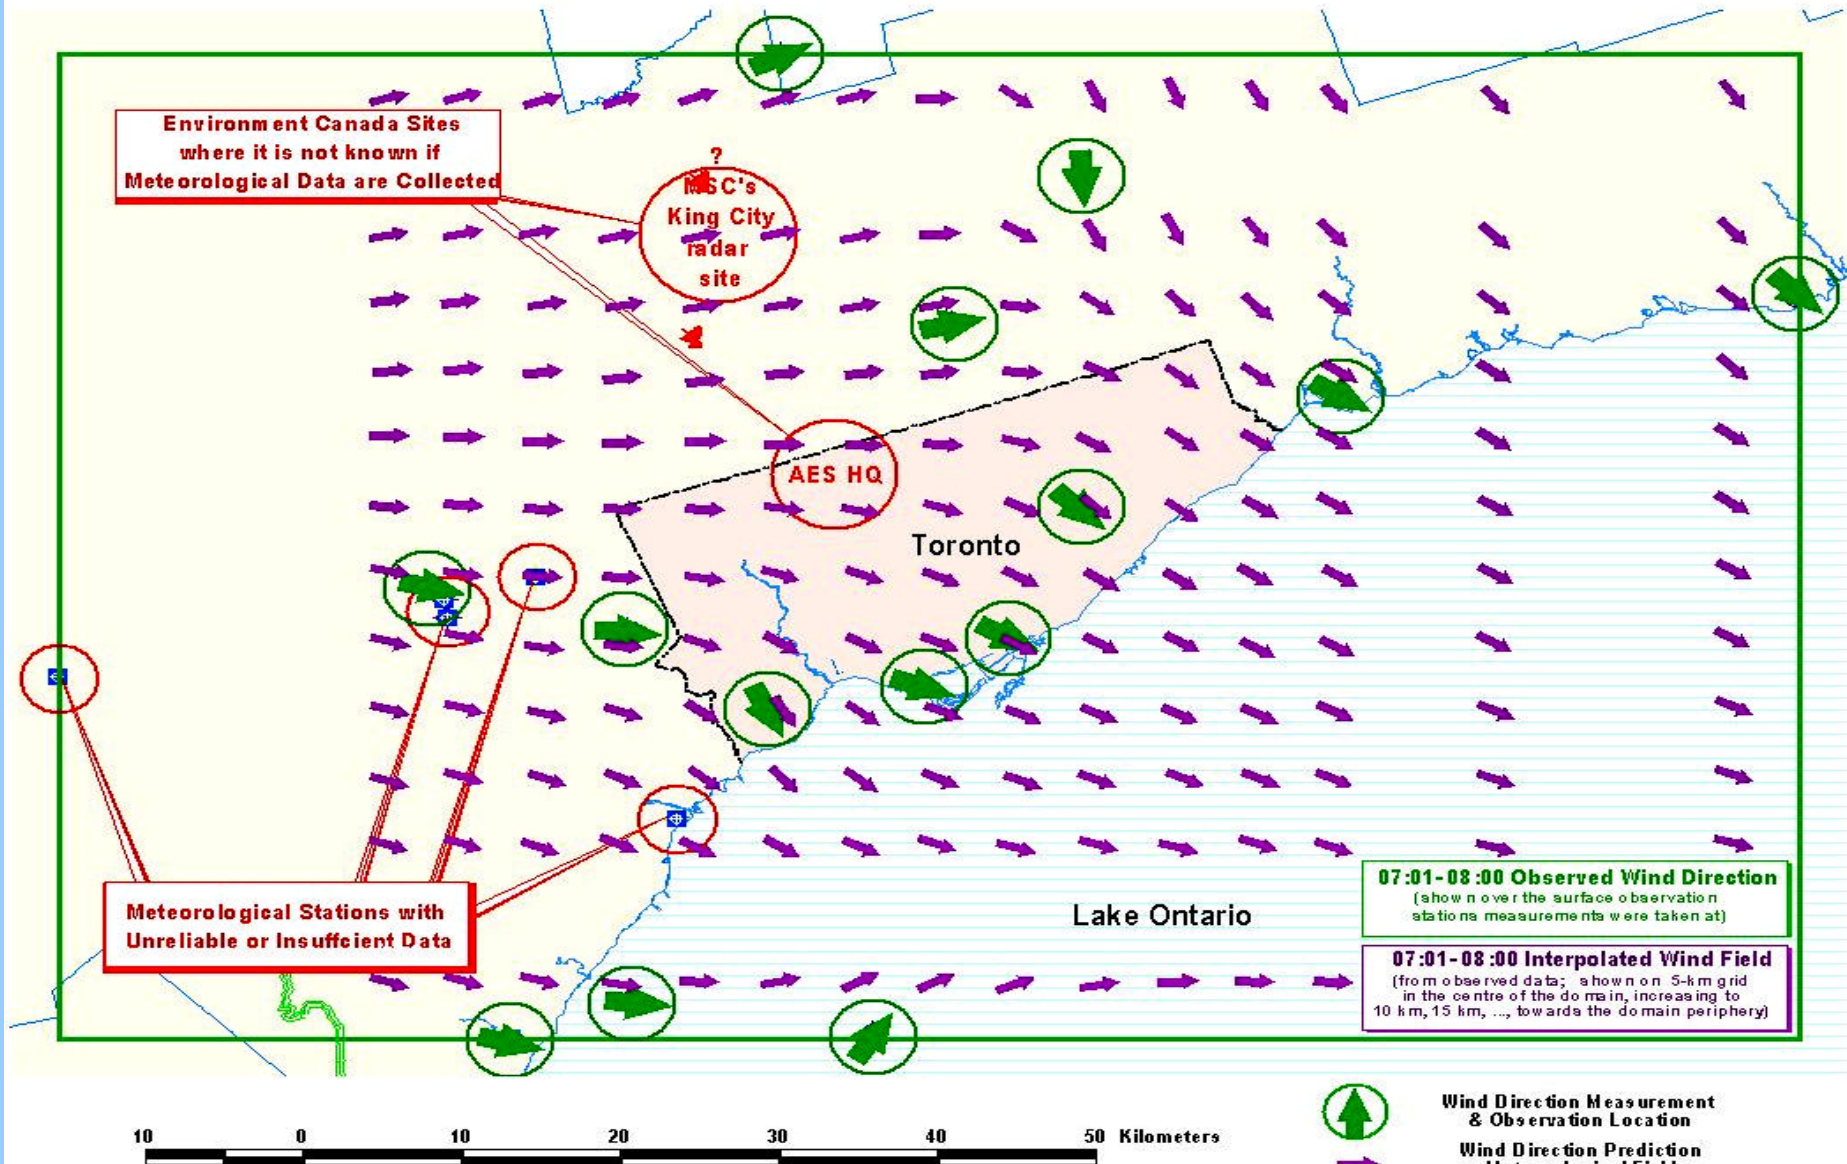 Environment Canada Sites
where it is not known if
Meteorological Data are Collected
?
MSC's
King City
radar
site
AES HQ
Toronto
Lake Ontario
Meteorological Stations with
Unreliable or Insuffcient Data
07:01-08:00 Observed Wind Direction
(shown over the surface observation
stations measurements were taken at)
07:01-08:00 Interpolated Wind Field
(from observed data; shown on 5-km grid
in the centre of the domain, increasing to
10 km, 15 km, ..., towards the domain periphery)
10 0 10 20 30 40 50 Kilometers
Wind Direction Measurement
& Observation Location
Wind Direction Prediction